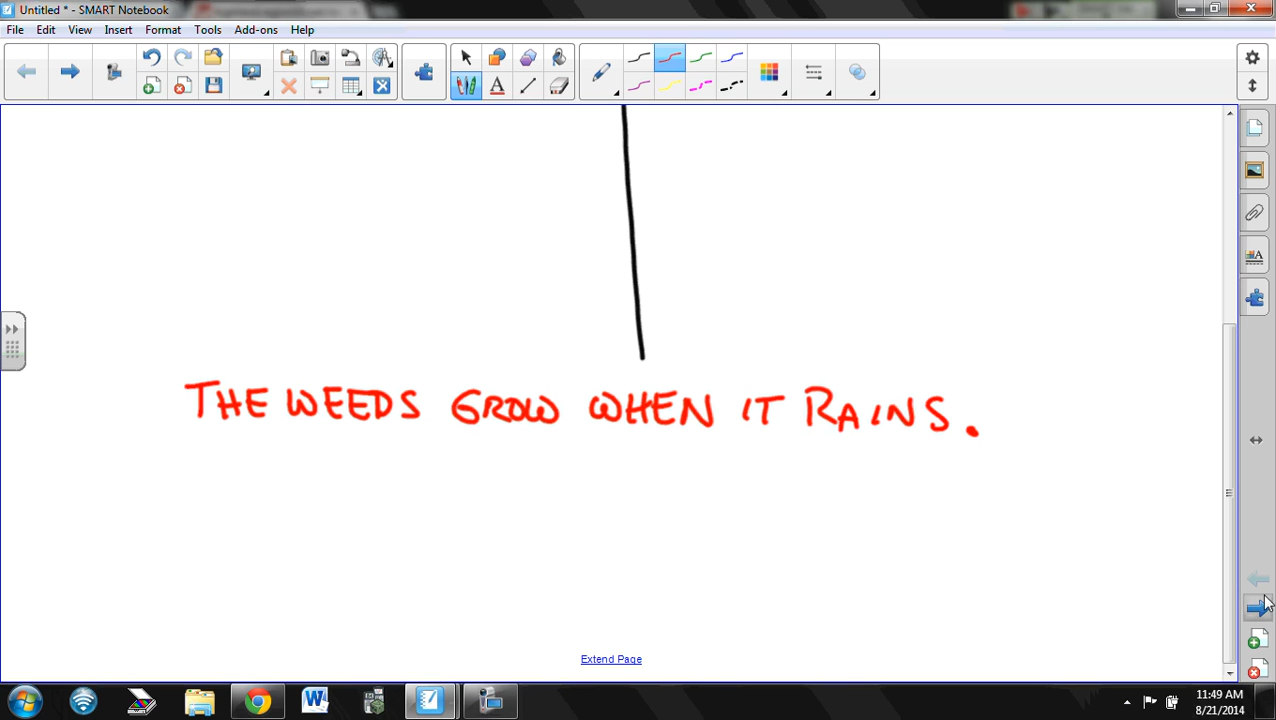 Untitled * - SMART Notebook
File Edit View Insert Format Tools Add-ons Help
THE WEEDS GROW WHEN IT RAINS.
Extend Page
11:49 AM
8/21/2014